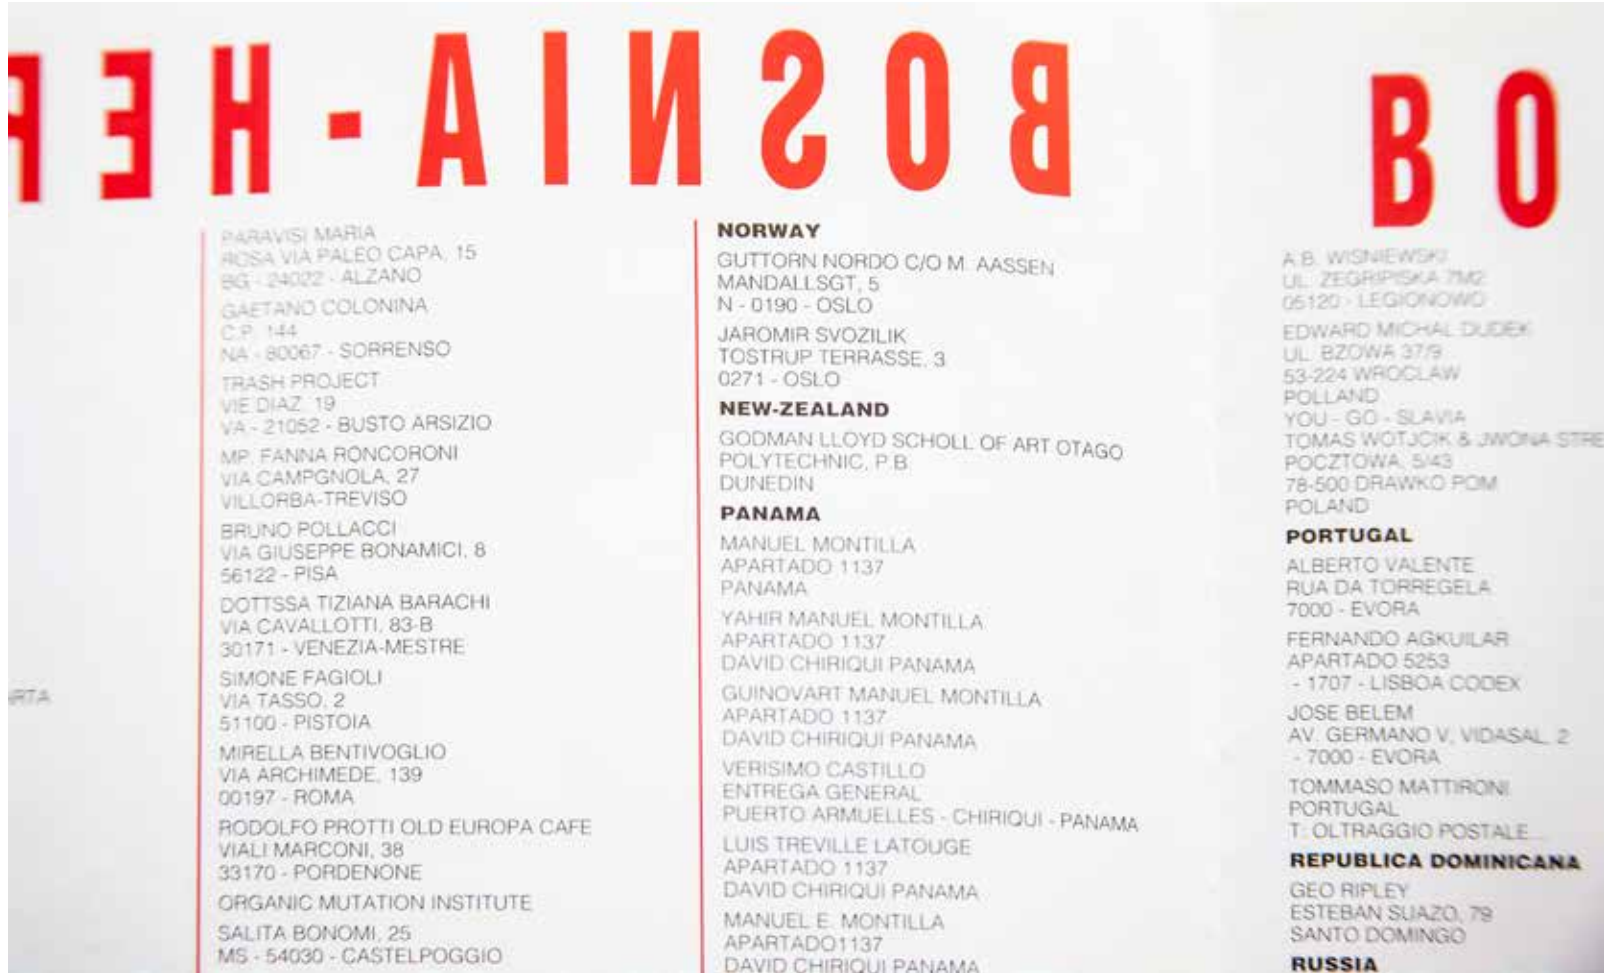 BOSNIA-HER
BO
ARTA
PARAVISI MARIA
ROSA VIA PALEO CAPA, 15
BG - 24022 - ALZANO
GAETANO COLONINA
C.P. 144
NA - 80067 - SORRENSO
TRASH PROJECT
VIE DIAZ, 19
VA - 21052 - BUSTO ARSIZIO
MP. FANNA RONCORONI
VIA CAMPGNOLA, 27
VILLORBA-TREVISO
BRUNO POLLACCI
VIA GIUSEPPE BONAMICI, 8
56122 - PISA
DOTTSSA TIZIANA BARACHI
VIA CAVALLOTTI, 83-B
30171 - VENEZIA-MESTRE
SIMONE FAGIOLI
VIA TASSO, 2
51100 - PISTOIA
MIRELLA BENTIVOGLIO
VIA ARCHIMEDE, 139
00197 - ROMA
RODOLFO PROTTI OLD EUROPA CAFE
VIALI MARCONI, 38
33170 - PORDENONE
ORGANIC MUTATION INSTITUTE
SALITA BONOMI, 25
MS - 54030 - CASTELPOGGIO
NORWAY
GUTTORN NORDO C/O M. AASSEN
MANDALLSGT, 5
N - 0190 - OSLO
JAROMIR SVOZILIK
TOSTRUP TERRASSE, 3
0271 - OSLO
NEW-ZEALAND
GODMAN LLOYD SCHOLL OF ART OTAGO
POLYTECHNIC, P.B.
DUNEDIN
PANAMA
MANUEL MONTILLA
APARTADO 1137
PANAMA
YAHIR MANUEL MONTILLA
APARTADO 1137
DAVID CHIRIQUI PANAMA
GUINOVART MANUEL MONTILLA
APARTADO 1137
DAVID CHIRIQUI PANAMA
VERISIMO CASTILLO
ENTREGA GENERAL
PUERTO ARMUELLES - CHIRIQUI - PANAMA
LUIS TREVILLE LATOUGE
APARTADO 1137
DAVID CHIRIQUI PANAMA
MANUEL E. MONTILLA
APARTADO1137
DAVID CHIRIQUI PANAMA
A.B. WISNIEWSKI
UL. ZEGRIPISKA 7M2
05120 - LEGIONOWO
EDWARD MICHAL DUDEK
UL. BZOWA 37/9
53-224 WROCLAW
POLLAND
YOU - GO - SLAVIA
TOMAS WOTJCIK & JWONA STRE
POCZTOWA, 5/43
78-500 DRAWKO POM
POLAND
PORTUGAL
ALBERTO VALENTE
RUA DA TORREGELA
7000 - EVORA
FERNANDO AGKUILAR
APARTADO 5253
- 1707 - LISBOA CODEX
JOSE BELEM
AV. GERMANO V. VIDASAL, 2
- 7000 - EVORA
TOMMASO MATTIRONI
PORTUGAL
T. OLTRAGGIO POSTALE...
REPUBLICA DOMINICANA
GEO RIPLEY
ESTEBAN SUAZO, 79
SANTO DOMINGO
RUSSIA